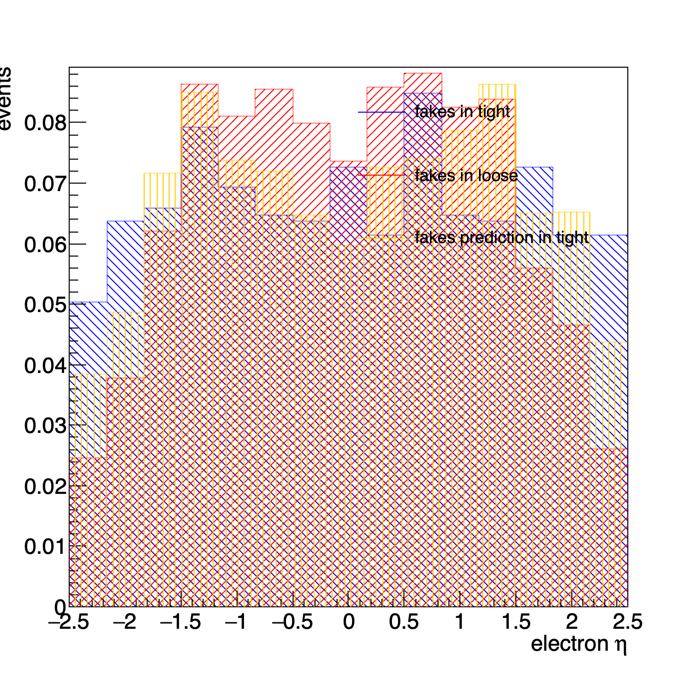 events
0.08
0.07
0.06
0.05
0.04
0.03
0.02
0.01
0
fakes in tight
fakes in loose
fakes prediction in tight
−2.5 −2 −1.5 −1 −0.5 0 0.5 1 1.5 2 2.5
electron η